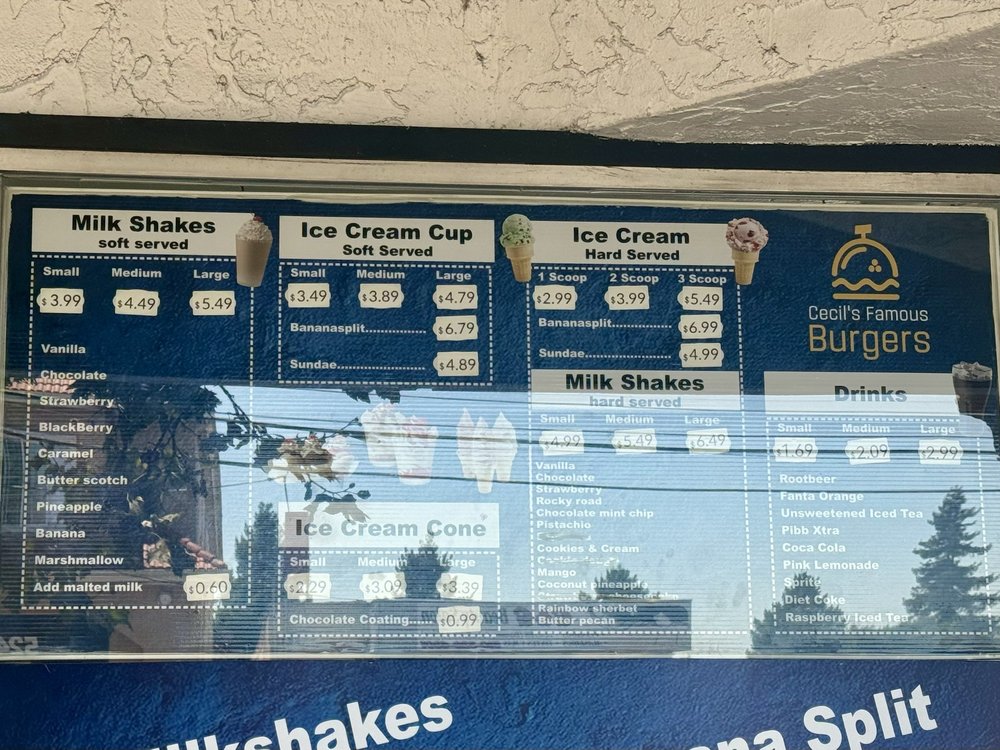 Milk Shakes
soft served
Small Medium Large
$3.99 $4.49 $5.49
Vanilla
Chocolate
Strawberry
BlackBerry
Caramel
Butter scotch
Pineapple
Banana
Marshmallow
Add malted milk $0.60
Ice Cream Cup
Soft Served
Small Medium Large
$3.49 $3.89 $4.79
Bananasplit.................. $6.79
Sundae.......................... $4.89
Ice Cream Cone
Small Medium Large
$2.29 $3.09 $3.39
Chocolate Coating...... $0.99
Ice Cream
Hard Served
1 Scoop 2 Scoop 3 Scoop
$2.99 $3.99 $5.49
Bananasplit.................. $6.99
Sundae.......................... $4.99
Milk Shakes
hard served
Small Medium Large
$4.99 $5.49 $6.49
Vanilla
Chocolate
Strawberry
Rocky road
Chocolate mint chip
Pistachio
Cookies & Cream
Mango
Coconut pineapple
Rainbow sherbet
Butter pecan
Cecil's Famous
Burgers
Drinks
Small Medium Large
$1.69 $2.09 $2.99
Rootbeer
Fanta Orange
Unsweetened Iced Tea
Pibb Xtra
Coca Cola
Pink Lemonade
Sprite
Diet Coke
Raspberry Iced Tea
Split